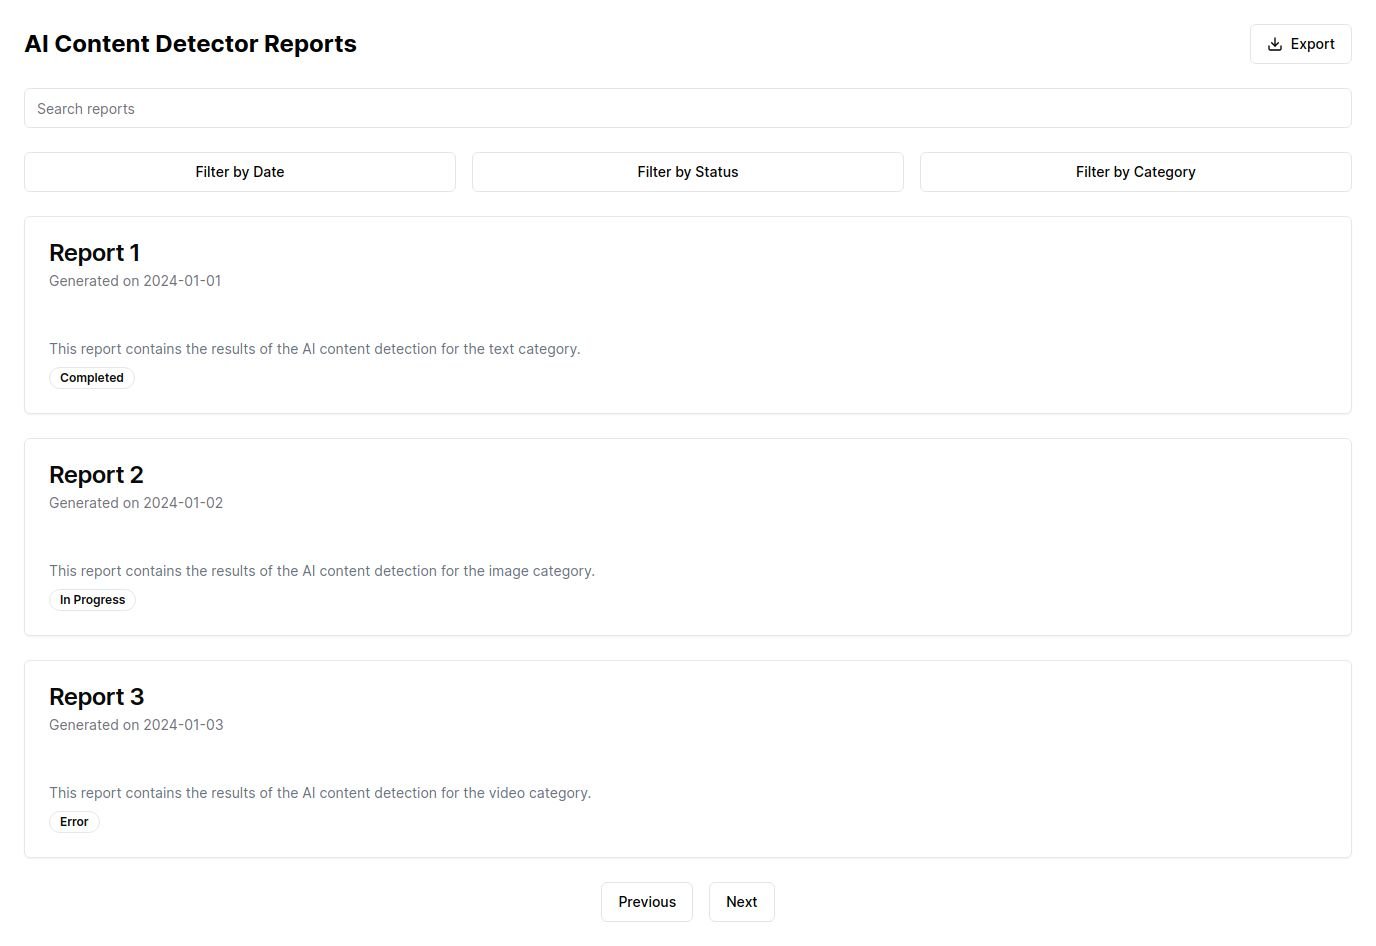 AI Content Detector Reports
Export
Search reports
Filter by Date
Filter by Status
Filter by Category
Report 1
Generated on 2024-01-01
This report contains the results of the AI content detection for the text category.
Completed
Report 2
Generated on 2024-01-02
This report contains the results of the AI content detection for the image category.
In Progress
Report 3
Generated on 2024-01-03
This report contains the results of the AI content detection for the video category.
Error
Previous
Next